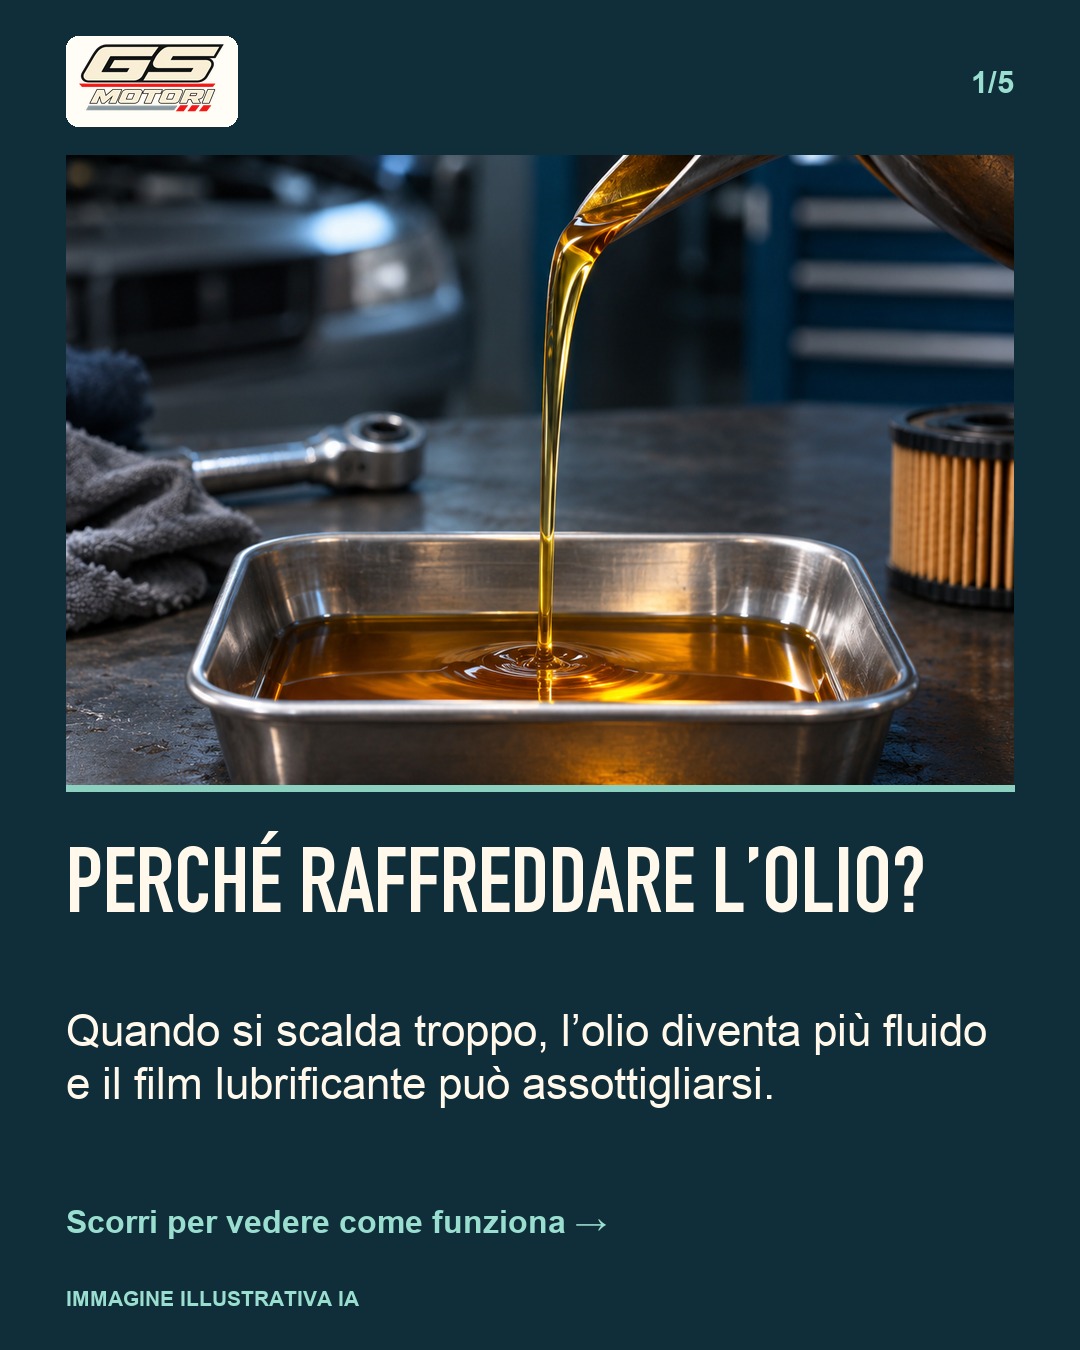 GS
MOTORI
1/5
PERCHÉ RAFFREDDARE L’OLIO?
Quando si scalda troppo, l’olio diventa più fluido
e il film lubrificante può assottigliarsi.
Scorri per vedere come funziona →
IMMAGINE ILLUSTRATIVA IA